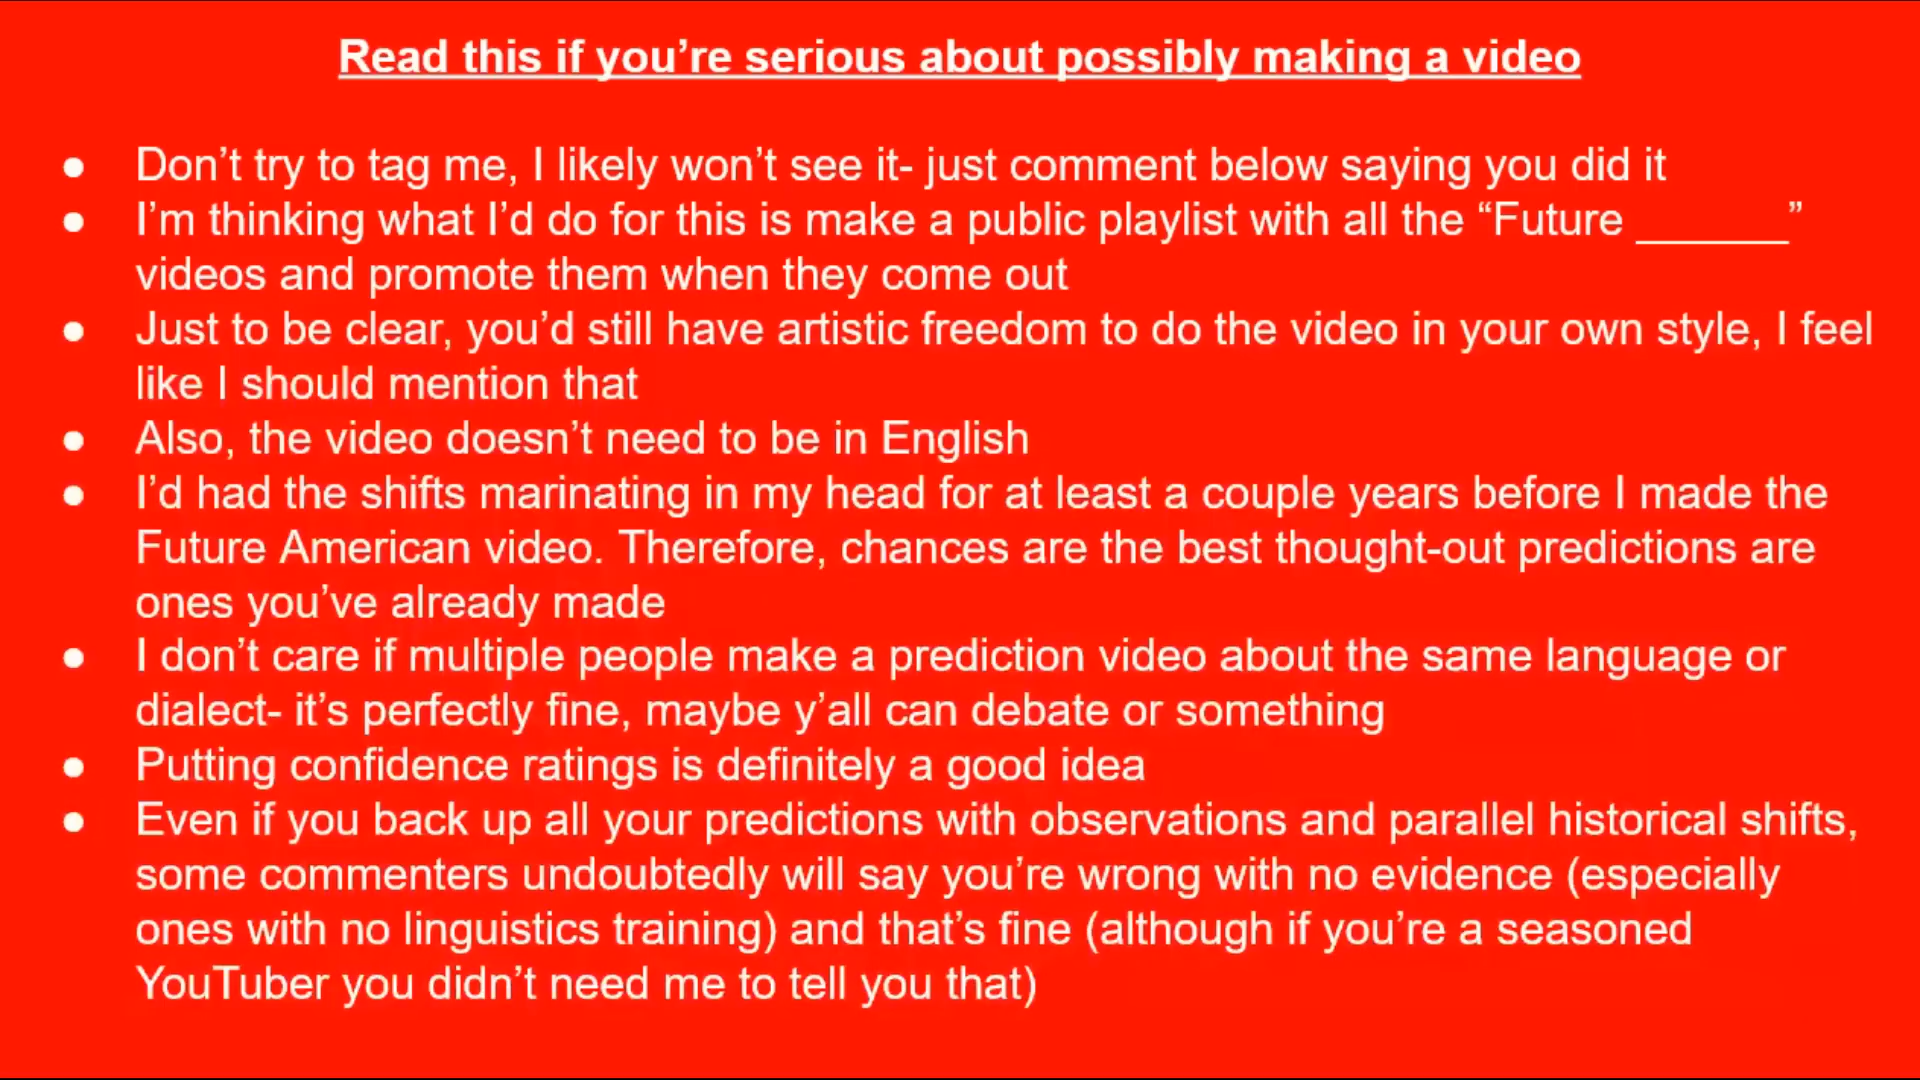 Read this if you’re serious about possibly making a video
● Don’t try to tag me, I likely won’t see it- just comment below saying you did it
● I’m thinking what I’d do for this is make a public playlist with all the “Future ______”
videos and promote them when they come out
● Just to be clear, you’d still have artistic freedom to do the video in your own style, I feel
like I should mention that
● Also, the video doesn’t need to be in English
● I’d had the shifts marinating in my head for at least a couple years before I made the
Future American video. Therefore, chances are the best thought-out predictions are
ones you’ve already made
● I don’t care if multiple people make a prediction video about the same language or
dialect- it’s perfectly fine, maybe y’all can debate or something
● Putting confidence ratings is definitely a good idea
● Even if you back up all your predictions with observations and parallel historical shifts,
some commenters undoubtedly will say you’re wrong with no evidence (especially
ones with no linguistics training) and that’s fine (although if you’re a seasoned
YouTuber you didn’t need me to tell you that)